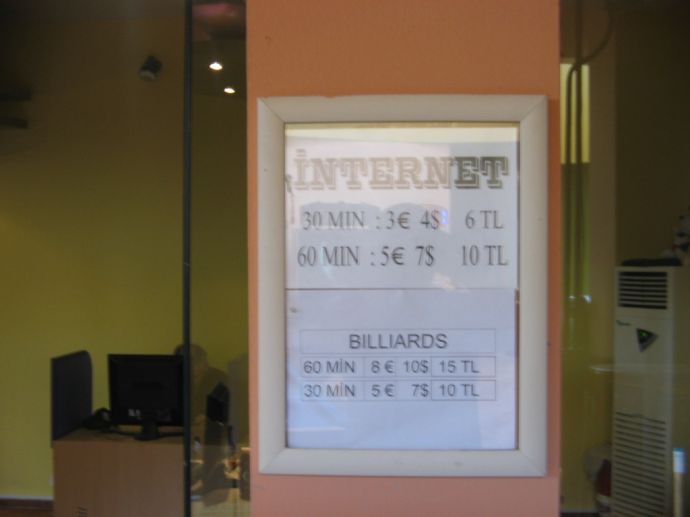 İNTERNET
30 MIN : 3€ 4$ 6 TL
60 MIN : 5€ 7$ 10 TL
BILLIARDS
60 MİN 8 € 10$ 15 TL
30 MİN 5 € 7$ 10 TL